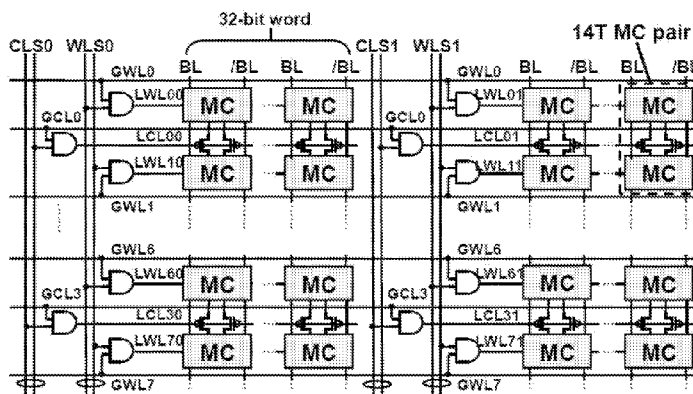 32-bit word
CLS0 WLS0 CLS1 WLS1 14T MC pair
GWL0 BL /BL BL /BL GWL0 BL /BL BL /BL
LWL00 MC MC LWL01 MC MC
GCL0 LCL00 GCL0 LCL01
LWL10 MC MC LWL11 MC MC
GWL1 GWL1
GWL6 GWL6
LWL60 MC MC LWL61 MC MC
GCL3 LCL30 GCL3 LCL31
LWL70 MC MC LWL71 MC MC
GWL7 GWL7